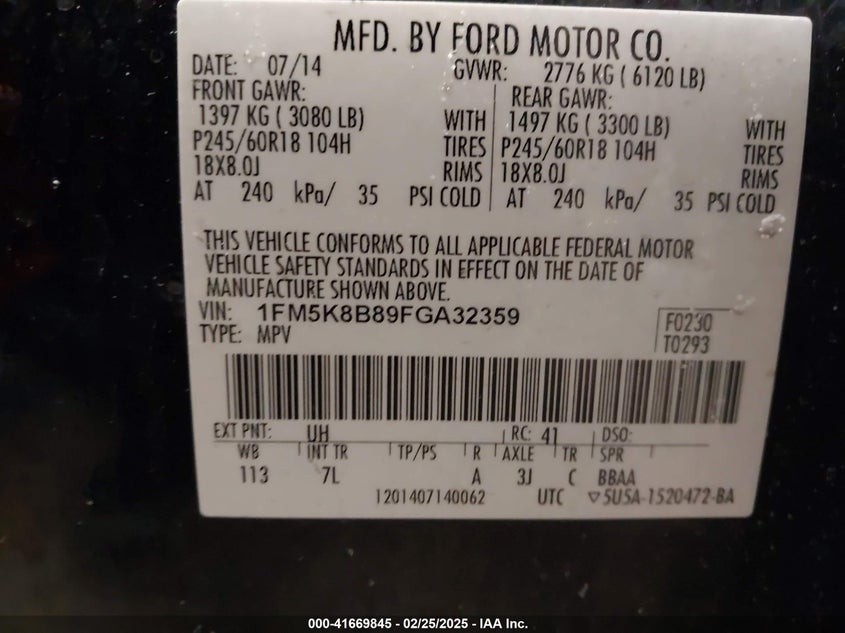 MFD. BY FORD MOTOR CO.
DATE: 07/14 GVWR: 2776 KG ( 6120 LB)
FRONT GAWR: REAR GAWR:
1397 KG ( 3080 LB) WITH 1497 KG ( 3300 LB) WITH
P245/60R18 104H TIRES P245/60R18 104H TIRES
18X8.0J RIMS 18X8.0J RIMS
AT 240 kPa/ 35 PSI COLD AT 240 kPa/ 35 PSI COLD
THIS VEHICLE CONFORMS TO ALL APPLICABLE FEDERAL MOTOR
VEHICLE SAFETY STANDARDS IN EFFECT ON THE DATE OF
MANUFACTURE SHOWN ABOVE.
VIN: 1FM5K8B89FGA32359 F0230
TYPE: MPV T0293
EXT PNT: UH RC: 41 DSO:
WB INT TR TP/PS R AXLE TR SPR
113 7L A 3J C BBAA
1201407140062 UTC ▽5U5A-1520472-BA
000-41669845 - 02/25/2025 - IAA Inc.